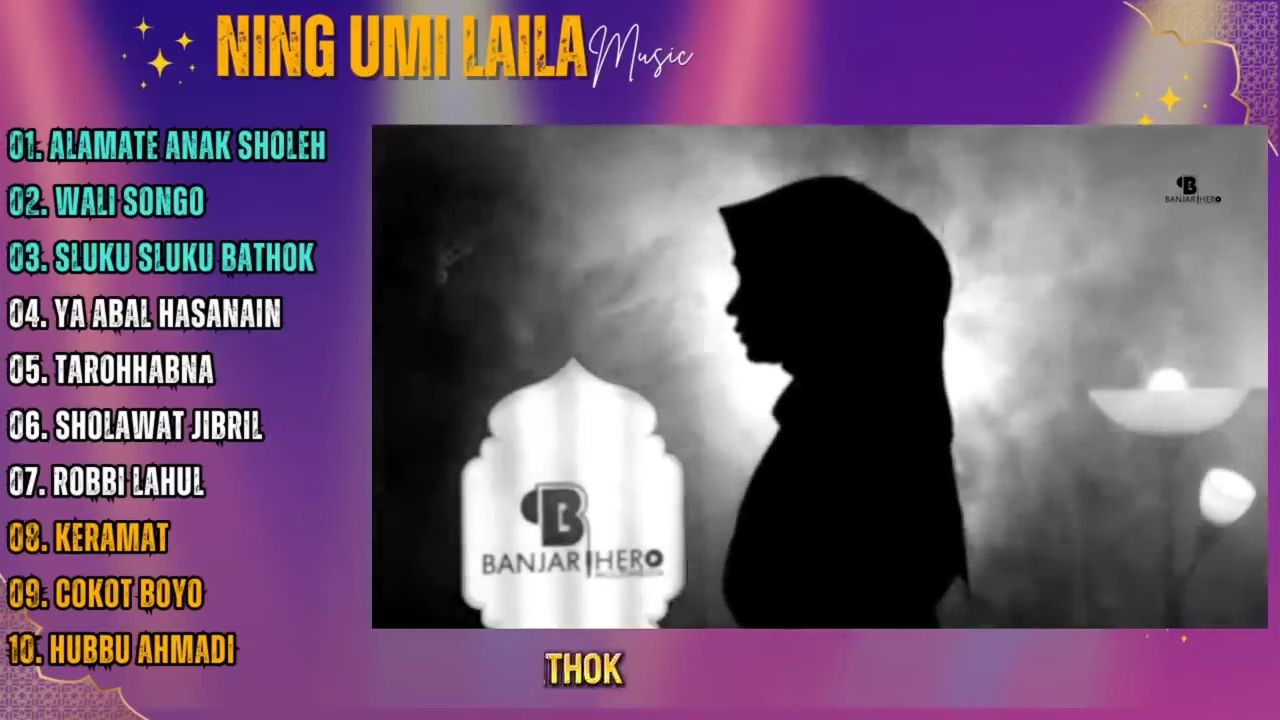 NING UMI LAILA Music
01. ALAMATE ANAK SHOLEH
02. WALI SONGO
03. SLUKU SLUKU BATHOK
04. YA ABAL HASANAIN
05. TAROHHABNA
06. SHOLAWAT JIBRIL
07. ROBBI LAHUL
08. KERAMAT
09. COKOT BOYO
10. HUBBU AHMADI
B
BANJAR HERO
B
BANJAR HERO
THOK